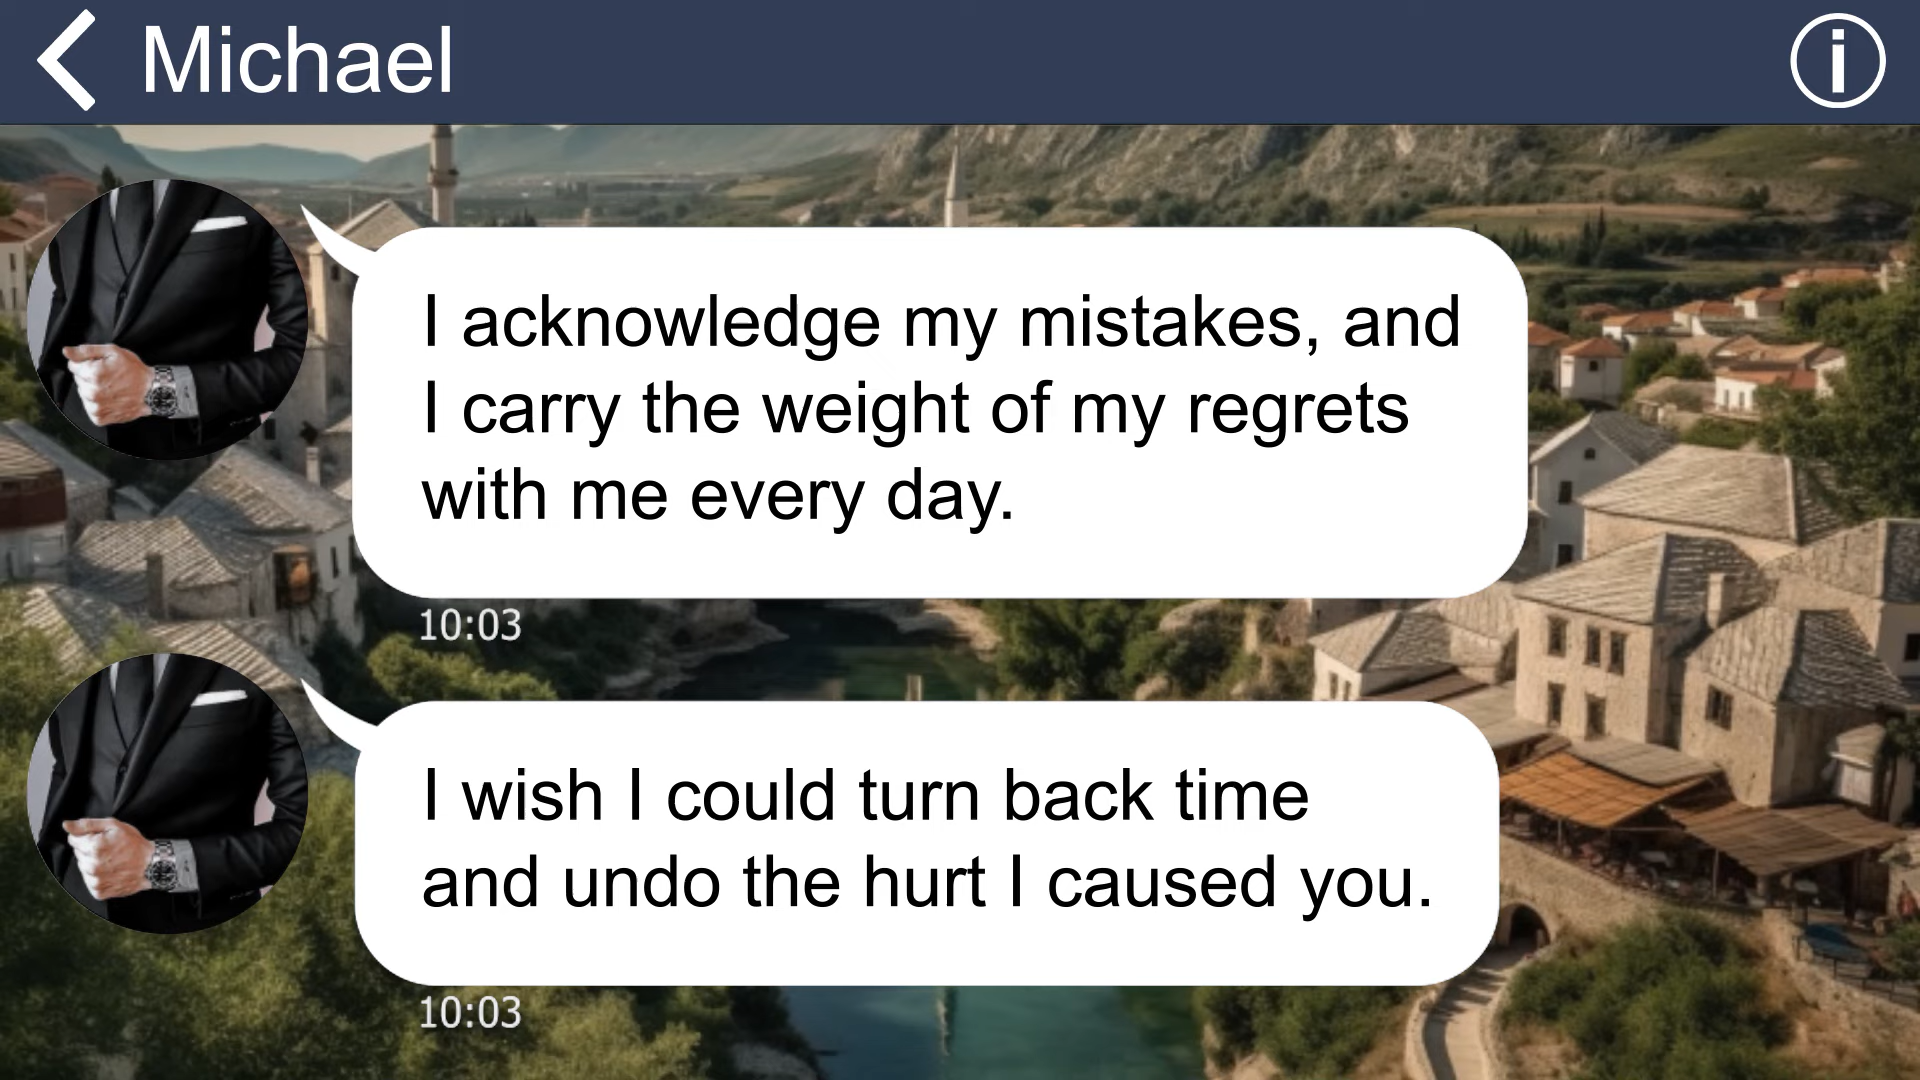 Michael
I acknowledge my mistakes, and
I carry the weight of my regrets
with me every day.
10:03
I wish I could turn back time
and undo the hurt I caused you.
10:03